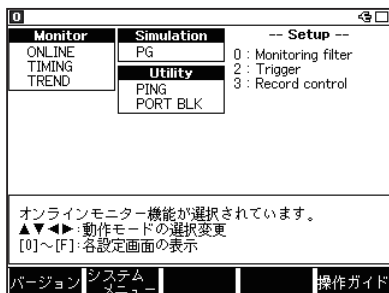 0
Monitor
ONLINE
TIMING
TREND
Simulation
PG
Utility
PING
PORT BLK
-- Setup --
0 : Monitoring filter
2 : Trigger
3 : Record control
オンラインモニター機能が選択されています。
▲▼◀▶:動作モードの選択変更
[0]～[F]:各設定画面の表示
バージョン
システム
メニュー
操作ガイド